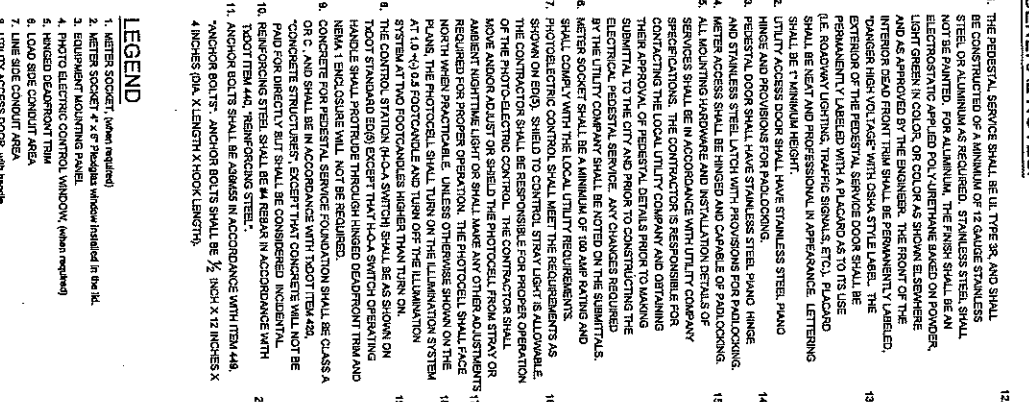 1. THE PEDESTAL SERVICE SHALL BE UL TYPE 3R, AND SHALL
BE CONSTRUCTED OF A MINIMUM OF 12 GAUGE STAINLESS
STEEL OR ALUMINUM AS REQUIRED. STAINLESS STEEL SHALL
NOT BE PAINTED, FOR ALUMINUM, THE FINISH SHALL BE AN
ELECTROSTATIC APPLIED POLY-URETHANE BAKED ON POWDER,
LIGHT GREEN IN COLOR, OR COLOR AS SHOWN ELSEWHERE
AND AS APPROVED BY THE ENGINEER. THE FRONT OF THE
INTERIOR DEAD FRONT TRIM SHALL BE PERMANENTLY LABELED,
"DANGER HIGH VOLTAGE" WITH OSHA STYLE LABEL. THE
EXTERIOR OF THE PEDESTAL SERVICE DOOR SHALL BE
PERMANENTLY LABELED WITH A PLACARD AS TO ITS USE
(I.E. ROADWAY LIGHTING, TRAFFIC SIGNALS, ETC.). PLACARD
SHALL BE NEAT AND PROFESSIONAL IN APPEARANCE. LETTERING
SHALL BE 1" MINIMUM HEIGHT.
2. UTILITY ACCESS DOOR SHALL HAVE STAINLESS STEEL PIANO
HINGE AND PROVISIONS FOR PADLOCKING.
3. PEDESTAL DOOR SHALL HAVE STAINLESS STEEL PIANO HINGE
AND STAINLESS STEEL LATCH WITH PROVISIONS FOR PADLOCKING.
4. METER ACCESS SHALL BE HINGED AND CAPABLE OF PADLOCKING.
5. ALL MOUNTING HARDWARE AND INSTALLATION DETAILS OF
SERVICES SHALL BE IN ACCORDANCE WITH UTILITY COMPANY
SPECIFICATIONS. THE CONTRACTOR IS RESPONSIBLE FOR
CONTACTING THE LOCAL UTILITY COMPANY AND OBTAINING
THEIR APPROVAL OF PEDESTAL DETAILS PRIOR TO MAKING
SUBMITTAL TO THE CITY AND PRIOR TO CONSTRUCTING THE
ELECTRICAL PEDESTAL SERVICE. ANY CHANGES REQUIRED
BY THE UTILITY COMPANY SHALL BE NOTED ON THE SUBMITTALS.
6. METER SOCKET SHALL BE A MINIMUM OF 100 AMP RATING AND
SHALL COMPLY WITH THE LOCAL UTILITY REQUIREMENTS.
7. PHOTOELECTRIC CONTROL SHALL MEET THE REQUIREMENTS AS
SHOWN ON ED(5). SHIELD TO CONTROL STRAY LIGHT IS ALLOWABLE.
THE CONTRACTOR SHALL BE RESPONSIBLE FOR PROPER OPERATION
OF THE PHOTO-ELECTRIC CONTROL. THE CONTRACTOR SHALL
MOVE AND/OR ADJUST OR SHIELD THE PHOTOCELL FROM STRAY OR
AMBIENT NIGHTTIME LIGHT OR SHALL MAKE ANY OTHER ADJUSTMENTS
REQUIRED FOR PROPER OPERATION. THE PHOTOCELL SHALL FACE
NORTH WHEN PRACTICABLE. UNLESS OTHERWISE SHOWN ON THE
PLANS, THE PHOTOCELL SHALL TURN ON THE ILLUMINATION SYSTEM
AT 1.0 +(-) 0.5 FOOTCANDLE AND TURN OFF THE ILLUMINATION
SYSTEM AT TWO FOOTCANDLES HIGHER THAN TURN ON.
8. THE CONTROL STATION (H-O-A SWITCH) SHALL BE AS SHOWN ON
TXDOT STANDARD ED(6) EXCEPT THAT H-O-A SWITCH OPERATING
HANDLE SHALL PROTRUDE THROUGH HINGED DEADFRONT TRIM AND
NEMA 1 ENCLOSURE WILL NOT BE REQUIRED.
9. CONCRETE FOR PEDESTAL SERVICE FOUNDATION SHALL BE CLASS A
OR C, AND SHALL BE IN ACCORDANCE WITH TXDOT ITEM 420,
"CONCRETE STRUCTURES", EXCEPT THAT CONCRETE WILL NOT BE
PAID FOR DIRECTLY BUT SHALL BE CONSIDERED INCIDENTAL.
10. REINFORCING STEEL SHALL BE #4 REBAR IN ACCORDANCE WITH
TXDOT ITEM 440, "REINFORCING STEEL".
11. ANCHOR BOLTS SHALL BE A36M55 IN ACCORDANCE WITH ITEM 449,
"ANCHOR BOLTS". ANCHOR BOLTS SHALL BE ½ INCH X 12 INCHES X
4 INCHES (DIA. X LENGTH X HOOK LENGTH).
LEGEND
1. METER SOCKET, (when required)
2. METER SOCKET 4" x 6" Plexiglas window installed in the lid.
3. EQUIPMENT MOUNTING PANEL
4. PHOTO ELECTRIC CONTROL WINDOW, (when required)
5. HINGED DEADFRONT TRIM
6. LOAD SIDE CONDUIT AREA
7. LINE SIDE CONDUIT AREA
8. UTILITY ACCESS DOOR, with handle
12.
13
14
15